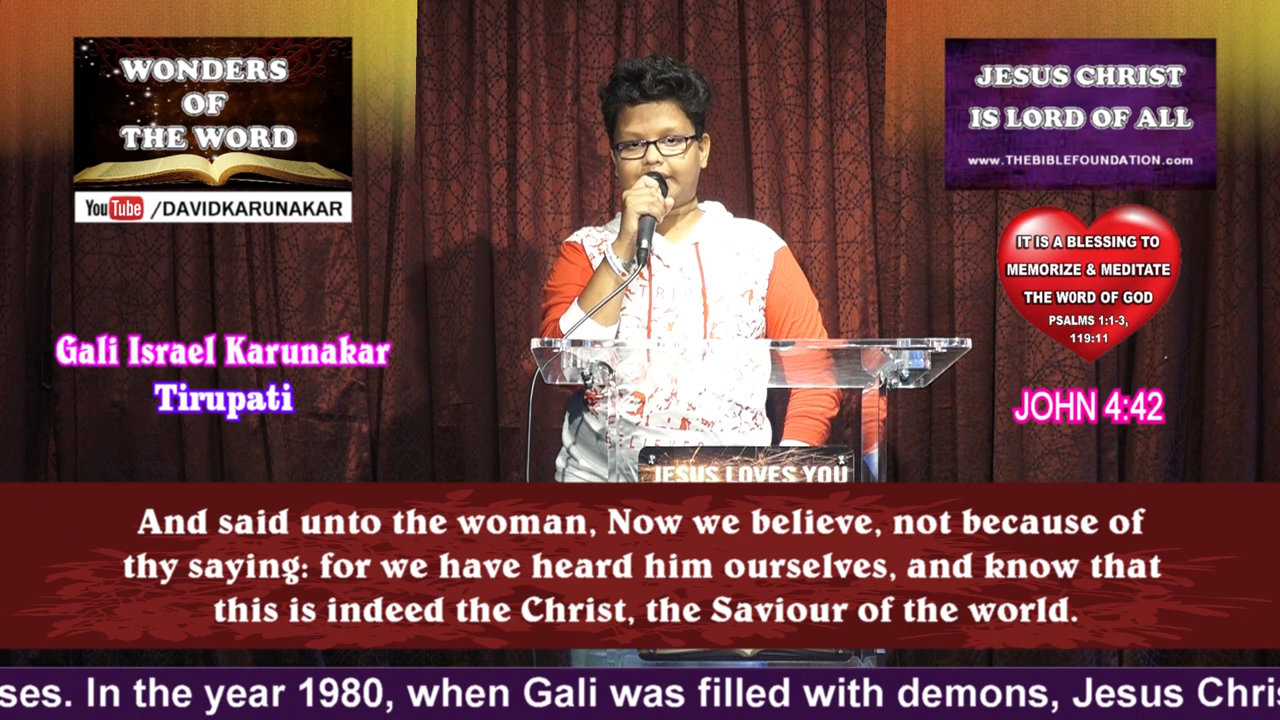 WONDERS
OF
THE WORD
YouTube /DAVIDKARUNAKAR
JESUS CHRIST
IS LORD OF ALL
www.THEBIBLEFOUNDATION.com
IT IS A BLESSING TO
MEMORIZE & MEDITATE
THE WORD OF GOD
PSALMS 1:1-3,
119:11
Gali Israel Karunakar
Tirupati
JOHN 4:42
JESUS LOVES YOU
And said unto the woman, Now we believe, not because of
thy saying: for we have heard him ourselves, and know that
this is indeed the Christ, the Saviour of the world.
ses. In the year 1980, when Gali was filled with demons, Jesus Chris